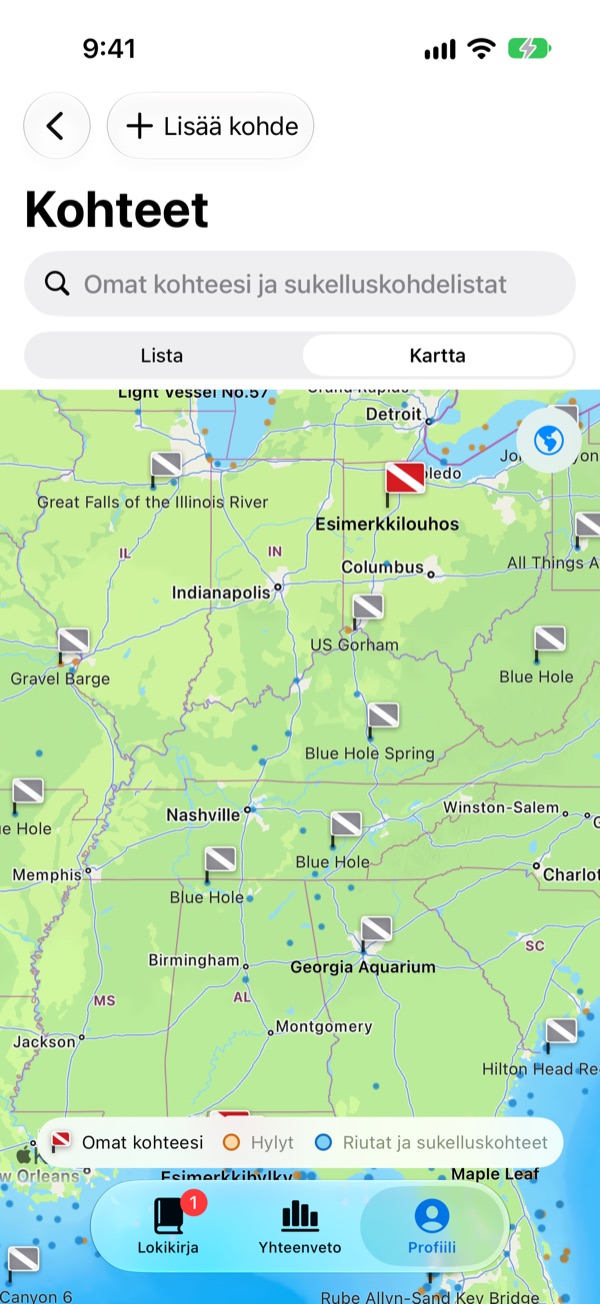 9:41
Lisää kohde
Kohteet
Omat kohteesi ja sukelluskohdelistat
Lista
Kartta
Light Vessel No.57
Grand Rapids
Detroit
Great Falls of the Illinois River
Esimerkkilouhos
IL
IN
Columbus
All Things A
Indianapolis
US Gorham
Gravel Barge
Blue Hole
Blue Hole Spring
e Hole
Nashville
Winston-Salem
Blue Hole
Memphis
Charlot
Blue Hole
SC
Birmingham
Georgia Aquarium
MS
AL
Montgomery
Jackson
Hilton Head Re
Omat kohteesi
Hylyt
Riutat ja sukelluskohteet
w Orleans
Esimerkkihylky
Maple Leaf
1
Lokikirja
Yhteenveto
Profiili
Canyon 6
Rube Allyn-Sand Key Bridge